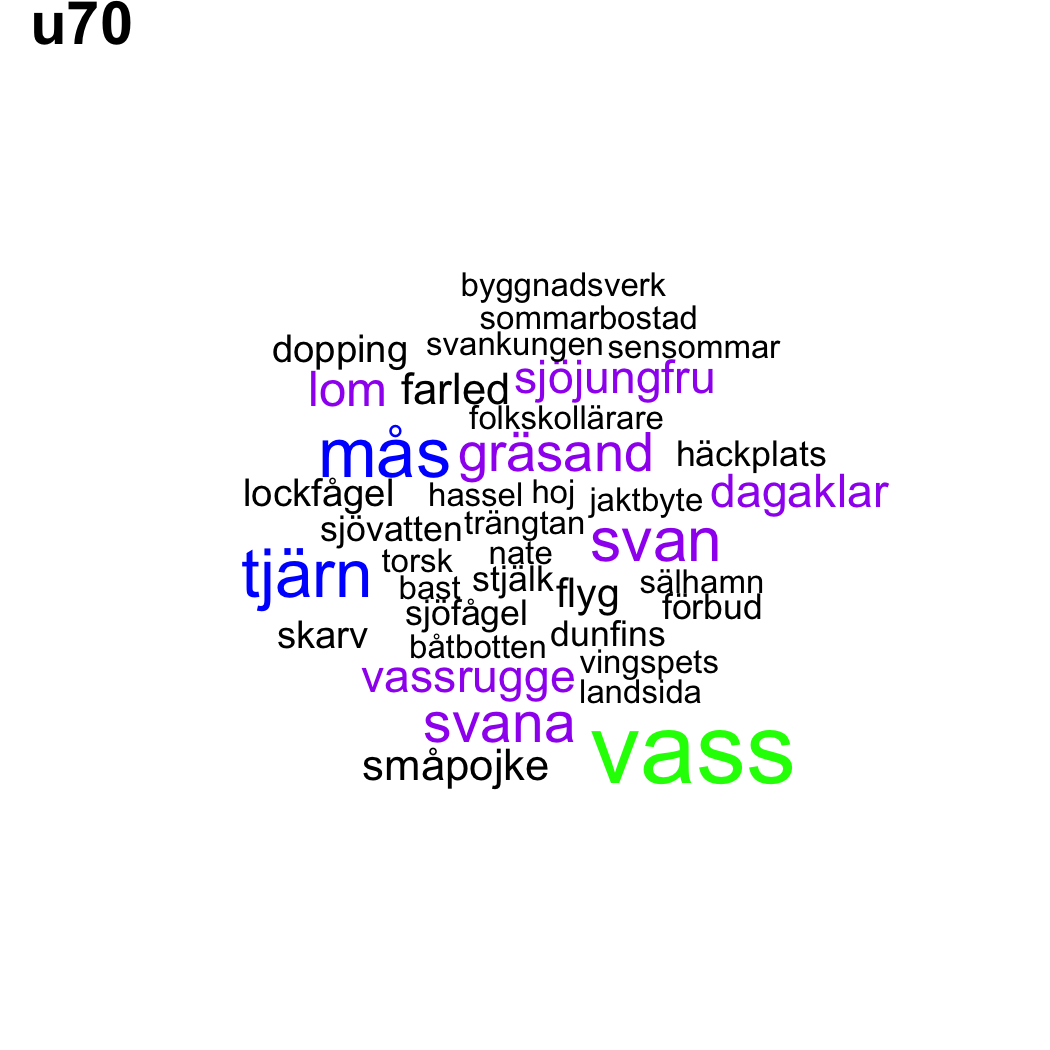 u70
byggnadsverk
sommarbostad
dopping svankungen sensommar
lom farled sjöjungfru
folkskollärare
mås gräsand häckplats
lockfågel hassel hoj jaktbyte dagaklar
sjövatten trängtan svan
tjärn torsk nate
bast stjälk flyg sälhamn
sjöfågel förbud
skarv båtbotten dunfins
vassrugge vingspets
landsida
svana vass
småpojke